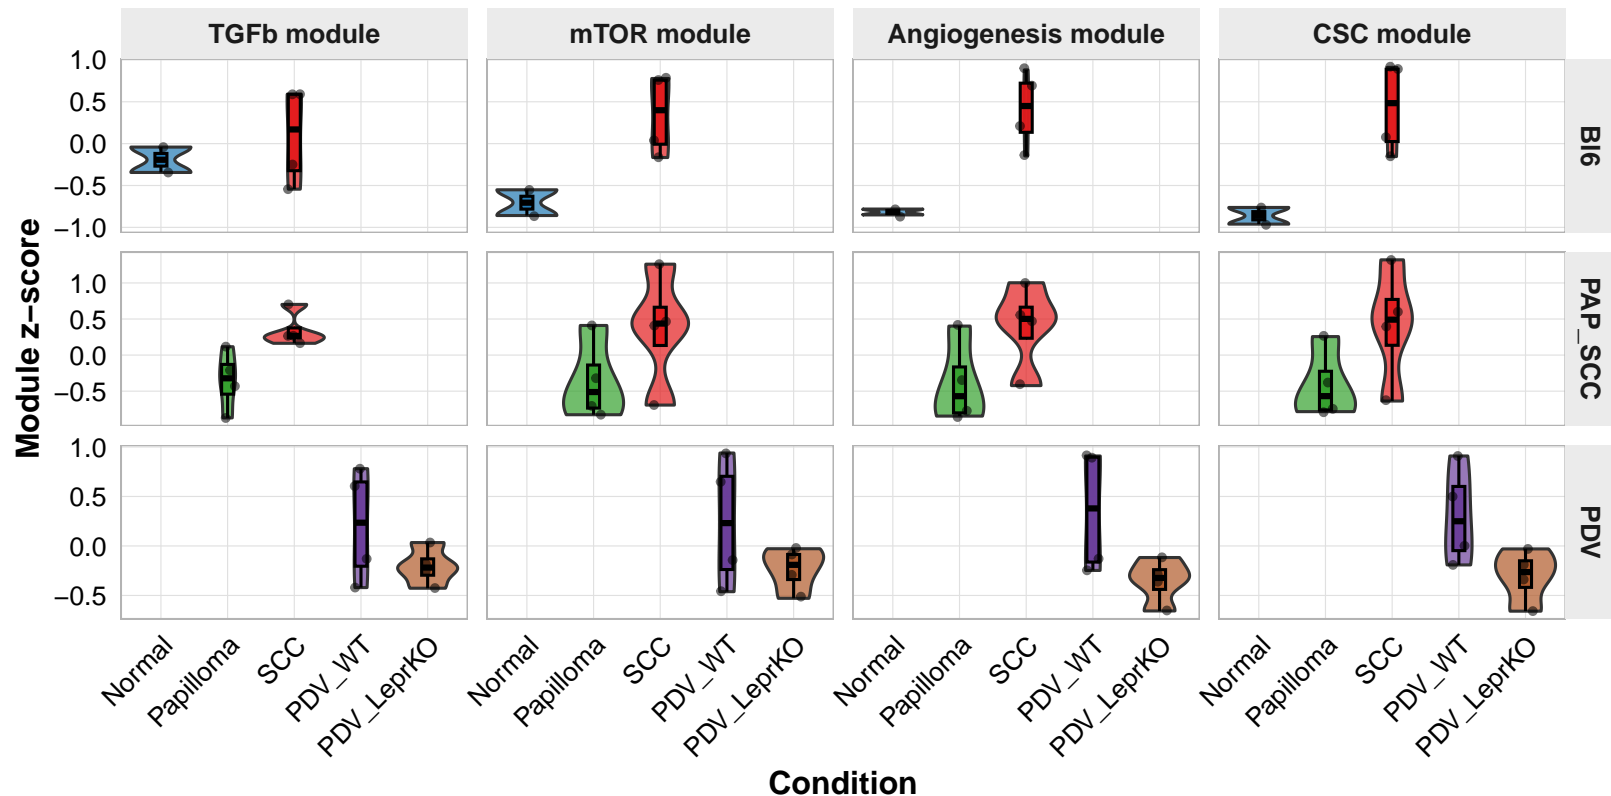 TGFb module mTOR module Angiogenesis module CSC module
Module z−score
1.0
0.5
0.0
−0.5
−1.0
BI6
1.0
0.5
0.0
−0.5
PAP_SCC
1.0
0.5
0.0
−0.5
PDV
Normal Papilloma SCC PDV_WT PDV_LeprKO Normal Papilloma SCC PDV_WT PDV_LeprKO Normal Papilloma SCC PDV_WT PDV_LeprKO Normal Papilloma SCC PDV_WT PDV_LeprKO
Condition